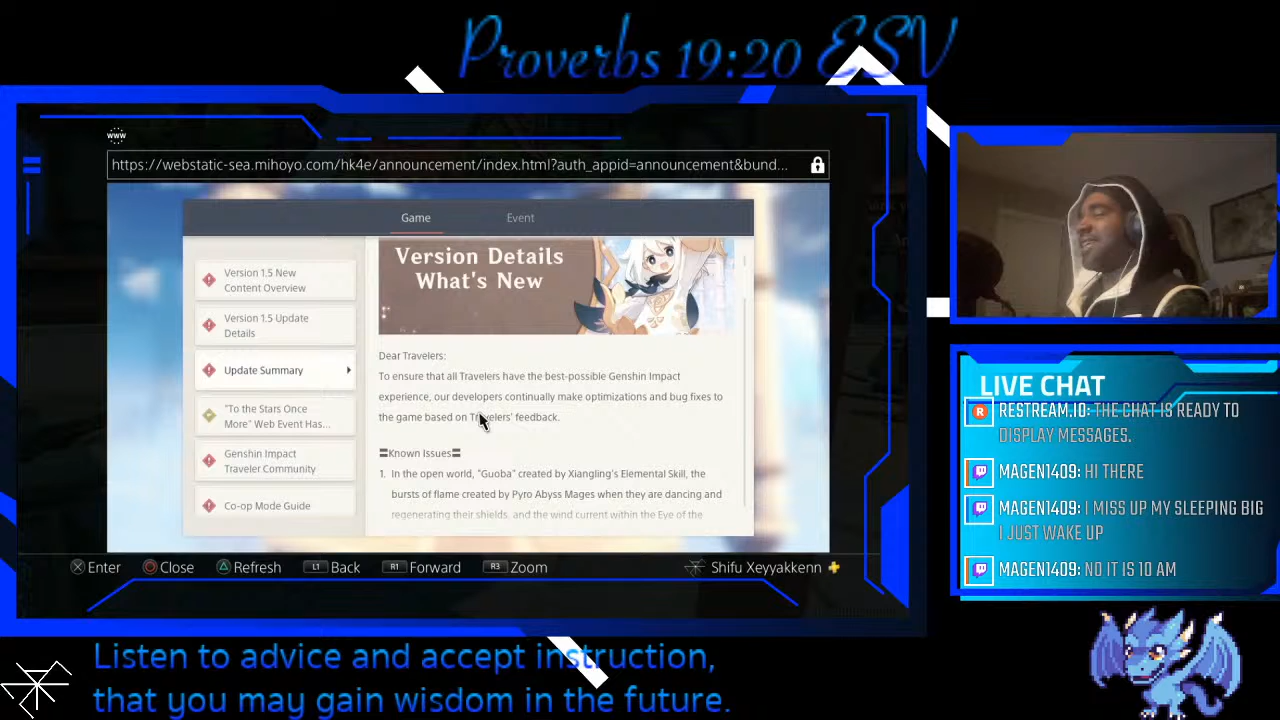 Proverbs 19:20 ESV
www
https://webstatic-sea.mihoyo.com/hk4e/announcement/index.html?auth_appid=announcement&bund...
Game
Event
Version 1.5 New
Content Overview
Version 1.5 Update
Details
Update Summary
"To the Stars Once
More" Web Event Has...
Genshin Impact
Traveler Community
Co-op Mode Guide
Version Details
What's New
Dear Travelers:
To ensure that all Travelers have the best-possible Genshin Impact
experience, our developers continually make optimizations and bug fixes to
the game based on Travelers' feedback.
〓Known Issues〓
1. In the open world, "Guoba" created by Xiangling's Elemental Skill, the
bursts of flame created by Pyro Abyss Mages when they are dancing and
regenerating their shields, and the wind current within the Eye of the
Enter
Close
Refresh
L1 Back
R1 Forward
R3 Zoom
Shifu Xeyyakkenn
LIVE CHAT
R RESTREAM.IO: THE CHAT IS READY TO
DISPLAY MESSAGES.
MAGEN1409: HI THERE
MAGEN1409: I MISS UP MY SLEEPING BIG
I JUST WAKE UP
MAGEN1409: NO IT IS 10 AM
Listen to advice and accept instruction,
that you may gain wisdom in the future.